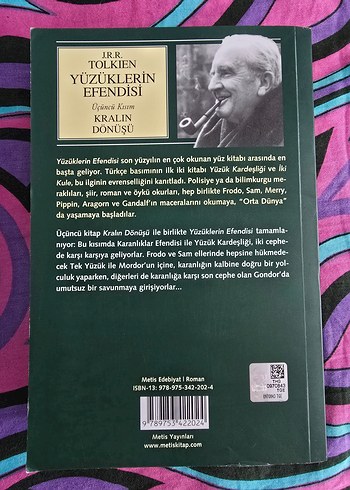 J.R.R.
TOLKIEN
YÜZÜKLERİN
EFENDİSİ
Üçüncü Kısım
KRALIN
DÖNÜŞÜ
Yüzüklerin Efendisi son yüzyılın en çok okunan yüz kitabı arasında en
başta geliyor. Türkçe basımının ilk iki kitabı Yüzük Kardeşliği ve İki
Kule, bu ilginin evrenselliğini kanıtladı. Polisiye ya da bilimkurgu me-
raklıları, şiir, roman ve öykü okurları, hep birlikte Frodo, Sam, Merry,
Pippin, Aragorn ve Gandalf'ın maceralarını okumaya, "Orta Dünya"
da yaşamaya başladılar.
Üçüncü kitap Kralın Dönüşü ile birlikte Yüzüklerin Efendisi tamamla-
nıyor: Bu kısımda Karanlıklar Efendisi ile Yüzük Kardeşliği, iki cephe-
de karşı karşıya geliyorlar. Frodo ve Sam ellerinde hepsine hükmede-
cek Tek Yüzük ile Mordor'un içine, karanlığın kalbine doğru bir yol-
culuk yaparken, diğerleri de karanlığa karşı son cephe olan Gondor'da
umutsuz bir savunmaya girişiyorlar...
Metis Edebiyat | Roman
ISBN-13: 978-975-342-202-4
9 789753 422024
Metis Yayınları
www.metiskitap.com